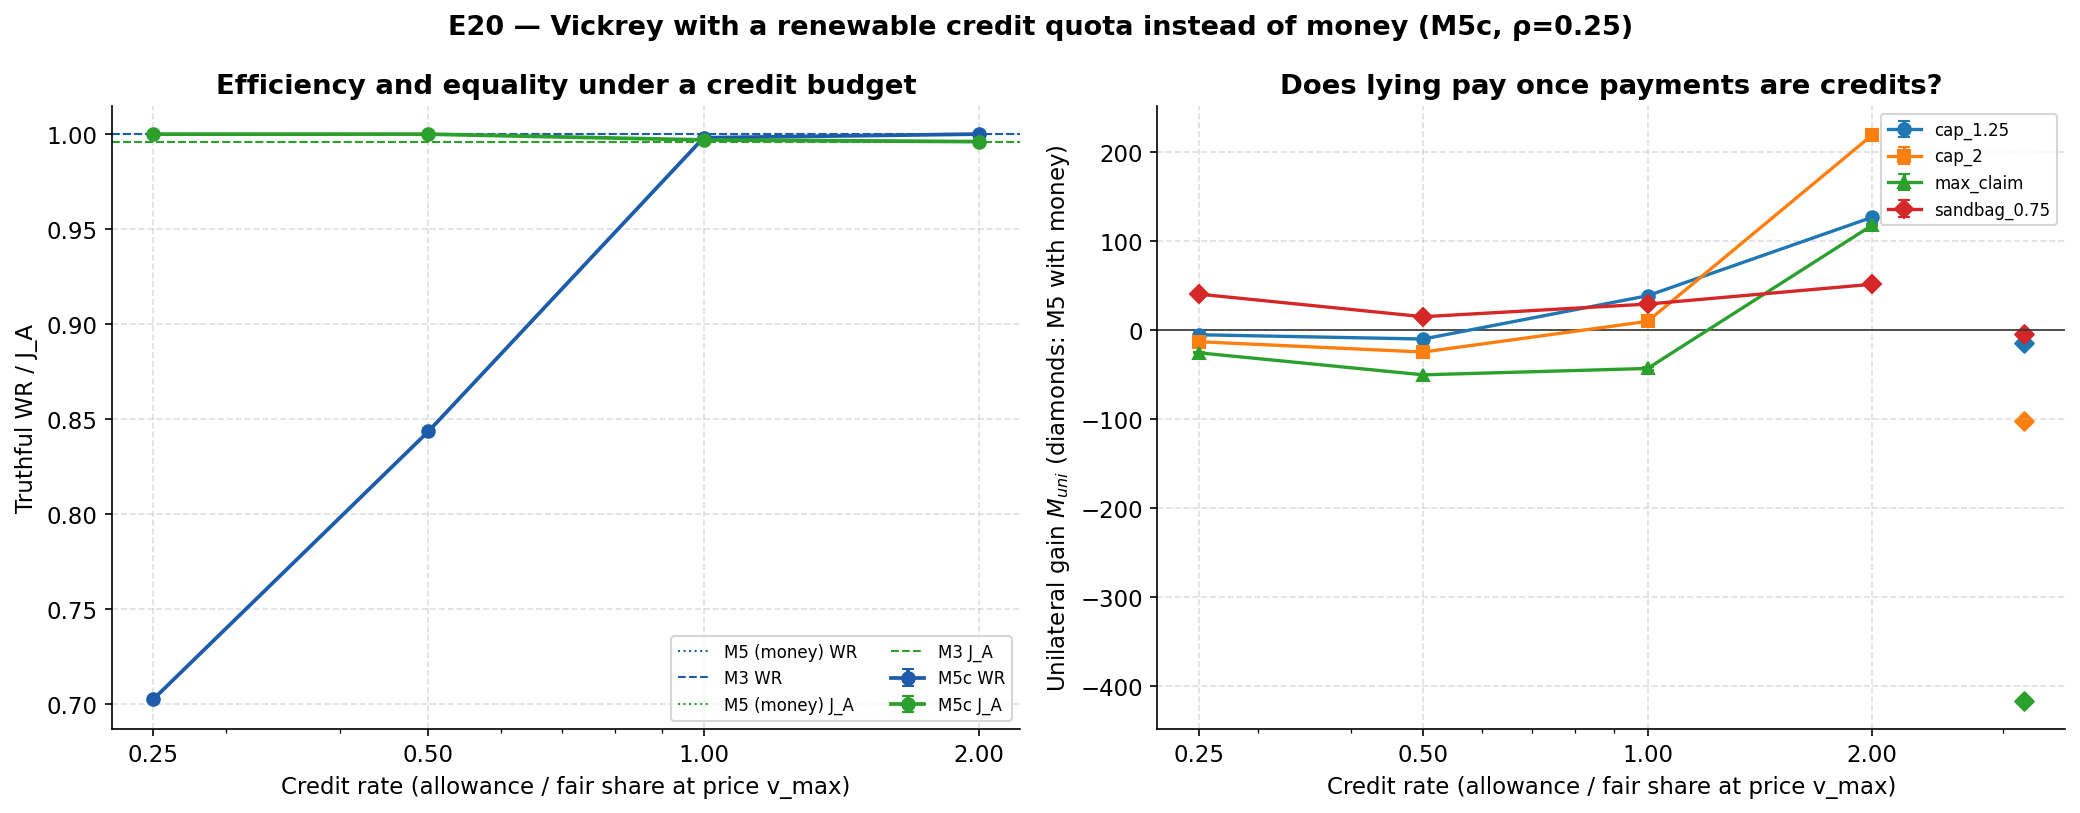 E20 — Vickrey with a renewable credit quota instead of money (M5c, ρ=0.25)
Efficiency and equality under a credit budget
Truthful WR / J_A
1.00
0.95
0.90
0.85
0.80
0.75
0.70
0.25
0.50
1.00
2.00
Credit rate (allowance / fair share at price v_max)
M5 (money) WR
M3 WR
M5 (money) J_A
M3 J_A
M5c WR
M5c J_A
Does lying pay once payments are credits?
Unilateral gain M_uni (diamonds: M5 with money)
200
100
0
−100
−200
−300
−400
0.25
0.50
1.00
2.00
Credit rate (allowance / fair share at price v_max)
cap_1.25
cap_2
max_claim
sandbag_0.75